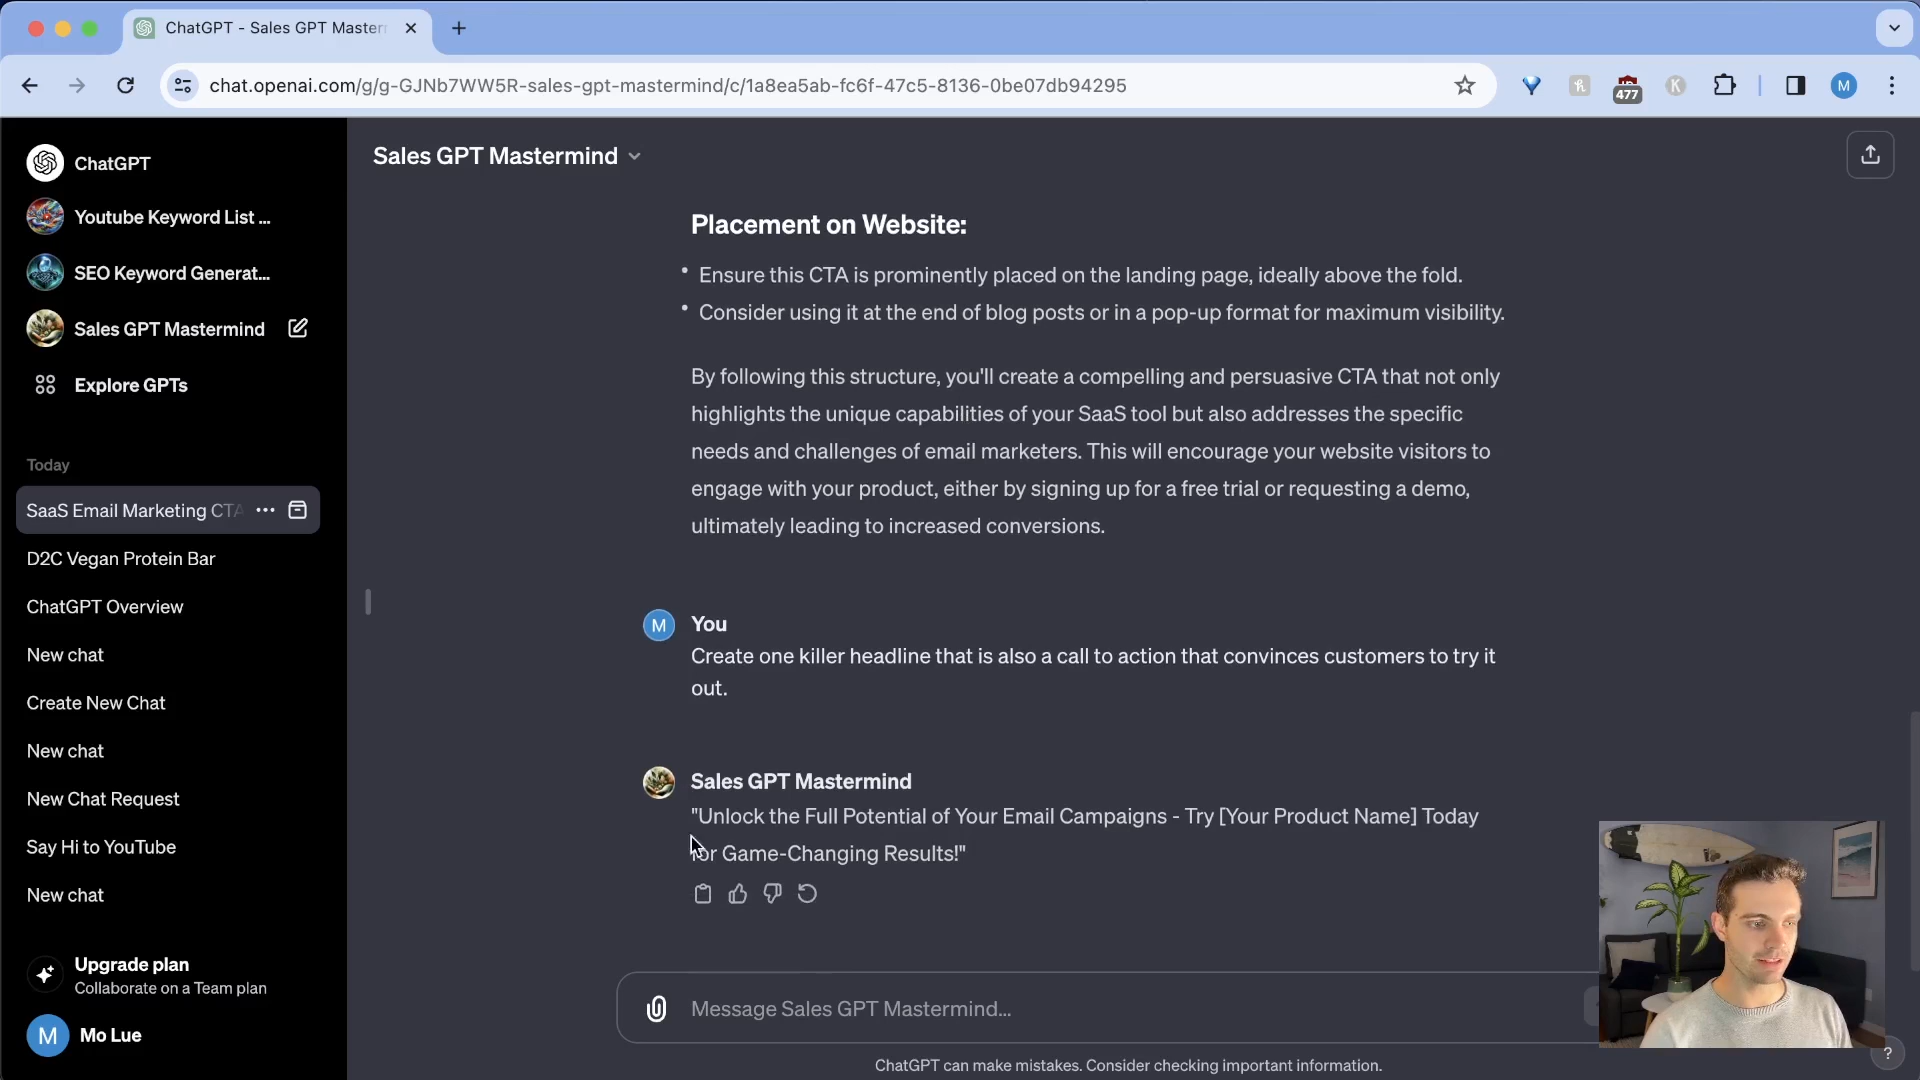 ChatGPT - Sales GPT Master
chat.openai.com/g/g-GJNb7WW5R-sales-gpt-mastermind/c/1a8ea5ab-fc6f-47c5-8136-0be07db94295
477
K
M
ChatGPT
Youtube Keyword List ...
SEO Keyword Generat...
Sales GPT Mastermind
Explore GPTs
Today
SaaS Email Marketing CTA
D2C Vegan Protein Bar
ChatGPT Overview
New chat
Create New Chat
New chat
New Chat Request
Say Hi to YouTube
New chat
Upgrade plan
Collaborate on a Team plan
M
Mo Lue
Sales GPT Mastermind
Placement on Website:
• Ensure this CTA is prominently placed on the landing page, ideally above the fold.
• Consider using it at the end of blog posts or in a pop-up format for maximum visibility.
By following this structure, you'll create a compelling and persuasive CTA that not only
highlights the unique capabilities of your SaaS tool but also addresses the specific
needs and challenges of email marketers. This will encourage your website visitors to
engage with your product, either by signing up for a free trial or requesting a demo,
ultimately leading to increased conversions.
M
You
Create one killer headline that is also a call to action that convinces customers to try it
out.
Sales GPT Mastermind
"Unlock the Full Potential of Your Email Campaigns - Try [Your Product Name] Today
for Game-Changing Results!"
Message Sales GPT Mastermind...
ChatGPT can make mistakes. Consider checking important information.
?